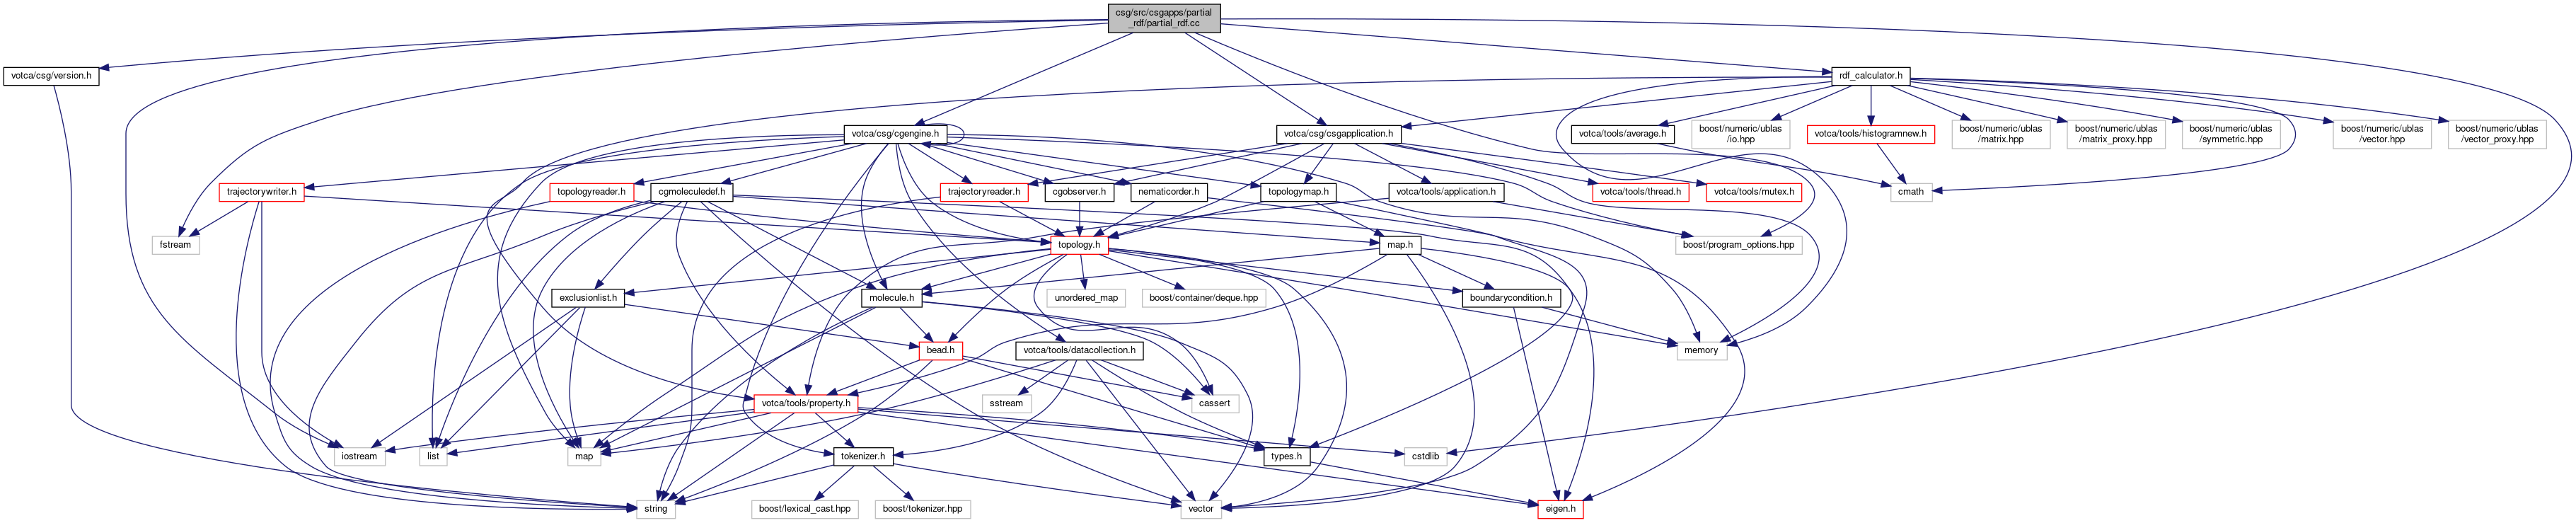 csg/src/csgapps/partial
_rdf/partial_rdf.cc
votca/csg/version.h
rdf_calculator.h
votca/csg/cgengine.h
votca/csg/csgapplication.h
votca/tools/average.h
boost/numeric/ublas
/io.hpp
votca/tools/histogramnew.h
boost/numeric/ublas
/matrix.hpp
boost/numeric/ublas
/matrix_proxy.hpp
boost/numeric/ublas
/symmetric.hpp
boost/numeric/ublas
/vector.hpp
boost/numeric/ublas
/vector_proxy.hpp
trajectorywriter.h
topologyreader.h
cgmoleculedef.h
trajectoryreader.h
cgobserver.h
nematicorder.h
topologymap.h
votca/tools/application.h
votca/tools/thread.h
votca/tools/mutex.h
cmath
fstream
topology.h
map.h
boost/program_options.hpp
exclusionlist.h
molecule.h
unordered_map
boost/container/deque.hpp
boundarycondition.h
bead.h
votca/tools/datacollection.h
memory
votca/tools/property.h
sstream
cassert
iostream
list
map
tokenizer.h
types.h
cstdlib
string
boost/lexical_cast.hpp
boost/tokenizer.hpp
vector
eigen.h